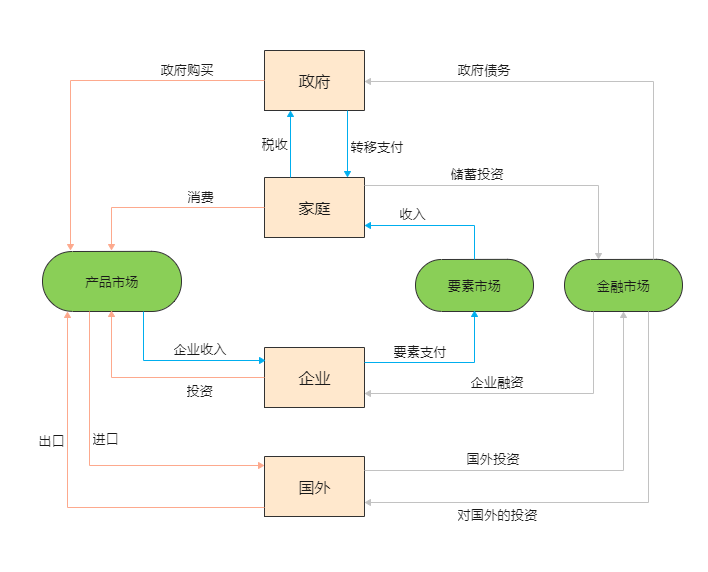 政府购买
政府
政府债务
税收
转移支付
消费
家庭
储蓄投资
收入
产品市场
要素市场
金融市场
企业收入
要素支付
企业
投资
企业融资
出口
进口
国外投资
国外
对国外的投资